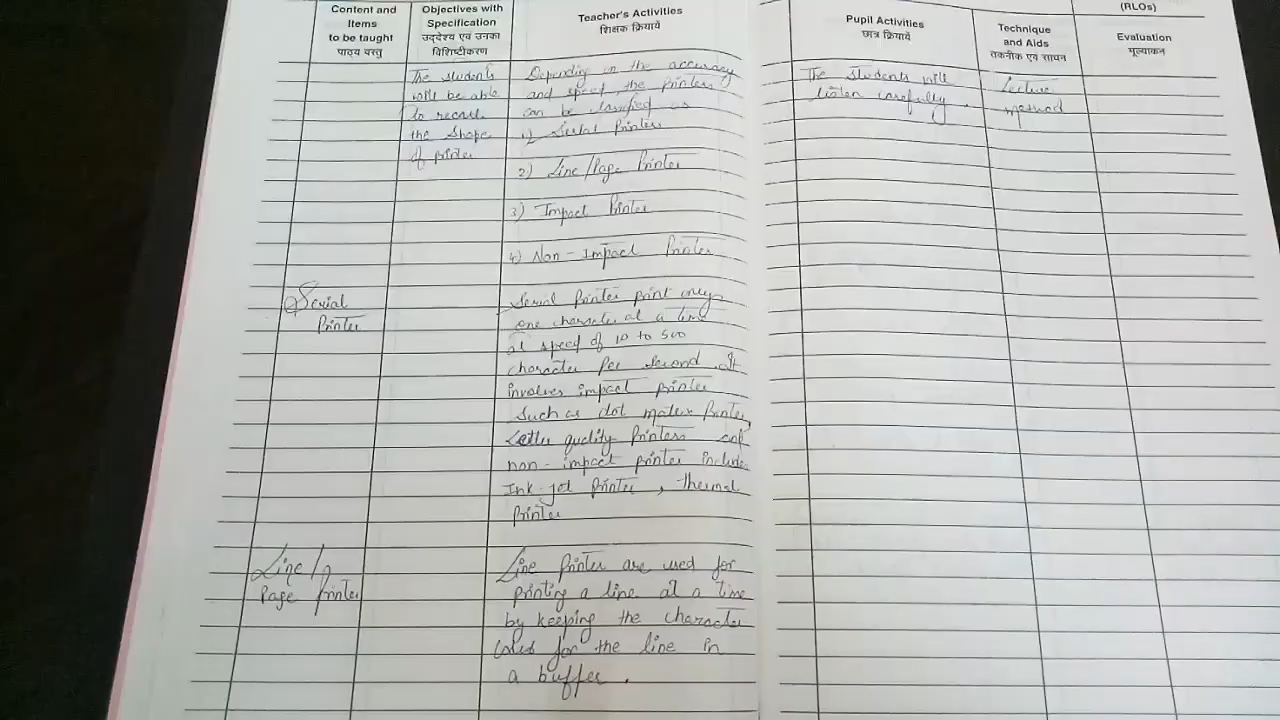 Content and
Items
to be taught
पाठ्य वस्तु
Objectives with
Specification
उद्देश्य एवं उनका
विशिष्टीकरण
Teacher's Activities
शिक्षक क्रियायें
Pupil Activities
छात्र क्रियायें
Technique
and Aids
तकनीक एवं साधन
(RLOs)
Evaluation
मूल्याकन
The students
will be able
to recall
the shape
of printer
Depending on the accuracy
and speed, the printers
can be classified as
1) Serial Printer
2) Line/Page Printer
3) Impact Printer
4) Non-Impact Printer
The students will
listen carefully.
Lecture
method
Serial
Printer
Serial Printer print only
one character at a time
at speed of 10 to 500
character Per second. It
involves impact printer
Such as dot matrix Printer,
Letter quality Printers and
non-impact printer includes
Ink-jet Printer, thermal
Printer
Line/
Page Printer
Line Printer are used for
printing a line at a time
by keeping the character
codes for the line in
a buffer.